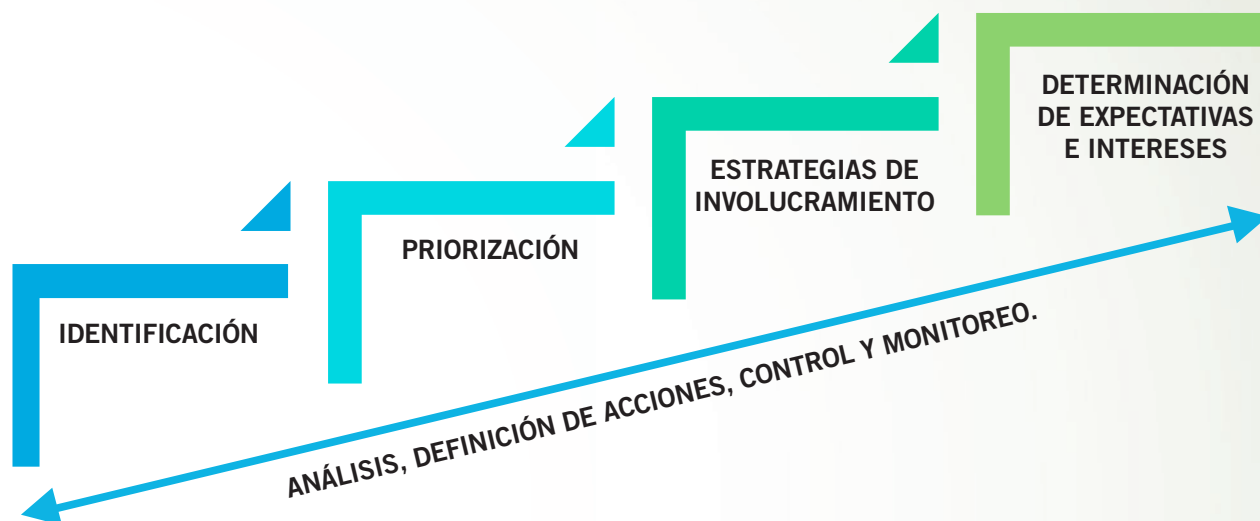 IDENTIFICACIÓN
PRIORIZACIÓN
ESTRATEGIAS DE
INVOLUCRAMIENTO
DETERMINACIÓN
DE EXPECTATIVAS
E INTERESES
ANÁLISIS, DEFINICIÓN DE ACCIONES, CONTROL Y MONITOREO.